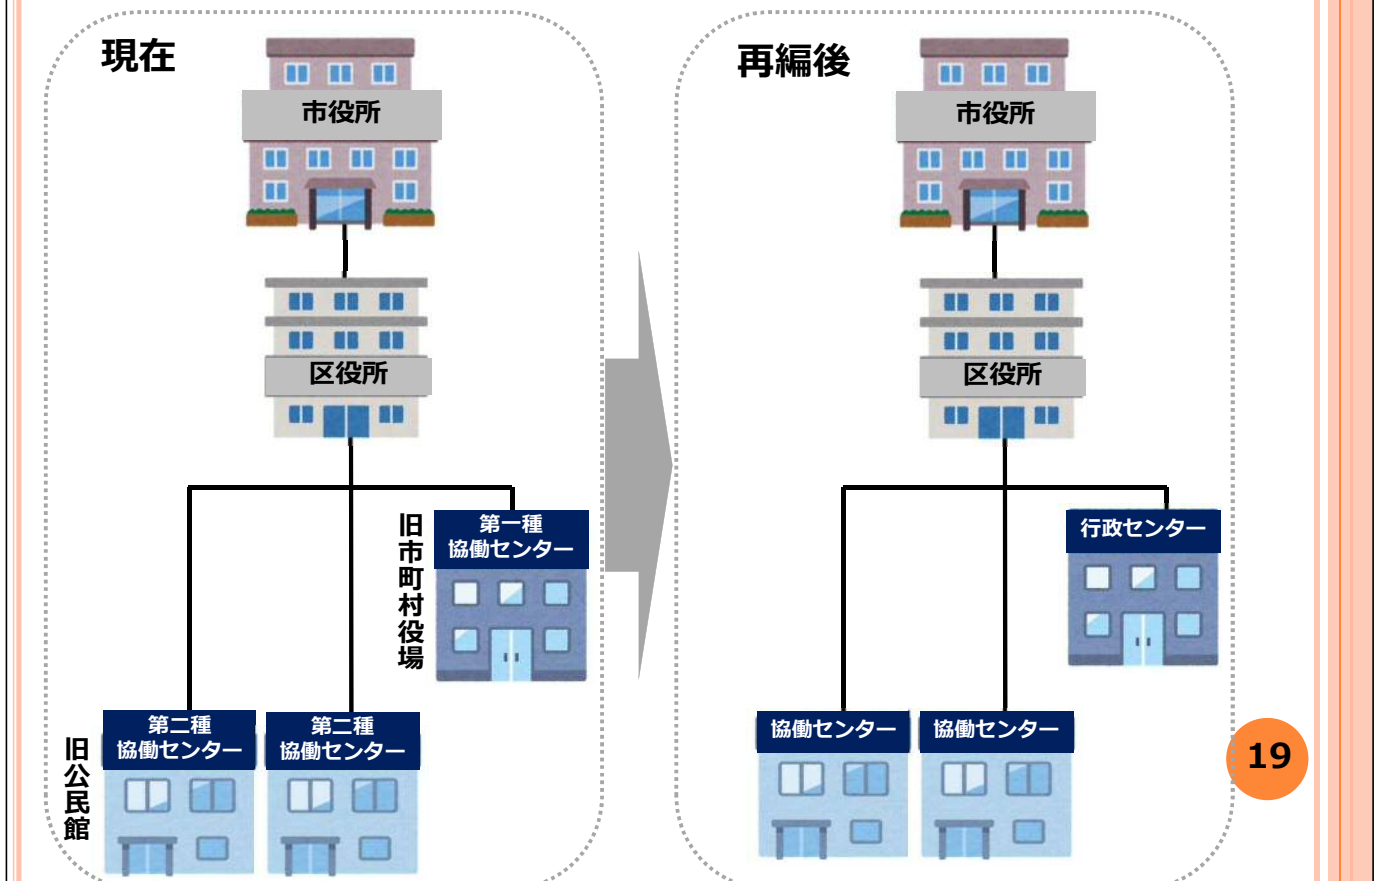 現在
市役所
区役所
旧市町村役場
第一種
協働センター
旧公民館
第二種
協働センター
第二種
協働センター
再編後
市役所
区役所
行政センター
協働センター
協働センター
19